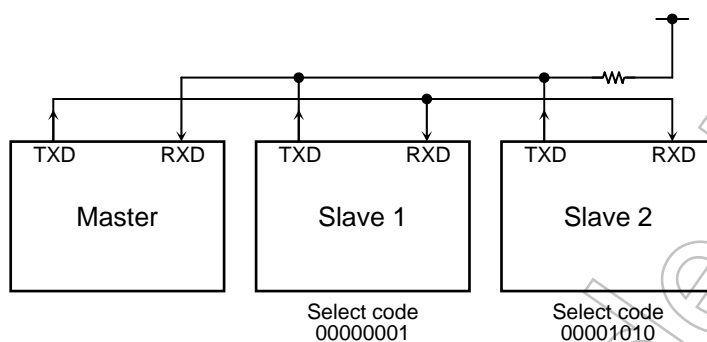 TXD RXD TXD RXD TXD RXD
Master Slave 1 Slave 2
Select code Select code
00000001 00001010